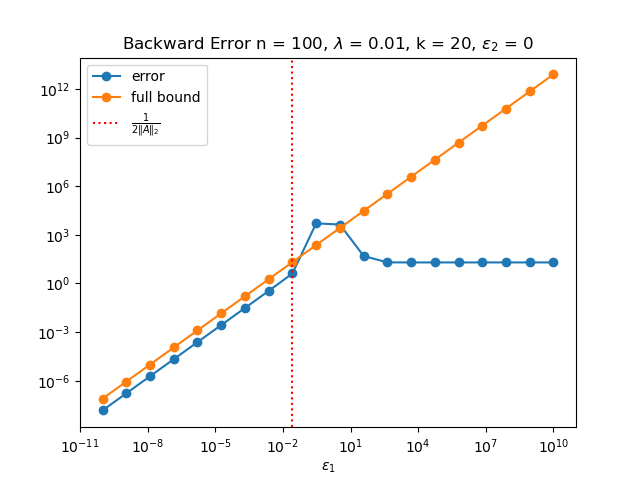 Backward Error n = 100, λ = 0.01, k = 20, ε₂ = 0
error
full bound
1/(2‖A‖₂)
10¹²
10⁹
10⁶
10³
10⁰
10⁻³
10⁻⁶
10⁻¹¹ 10⁻⁸ 10⁻⁵ 10⁻² 10¹ 10⁴ 10⁷ 10¹⁰
ε₁